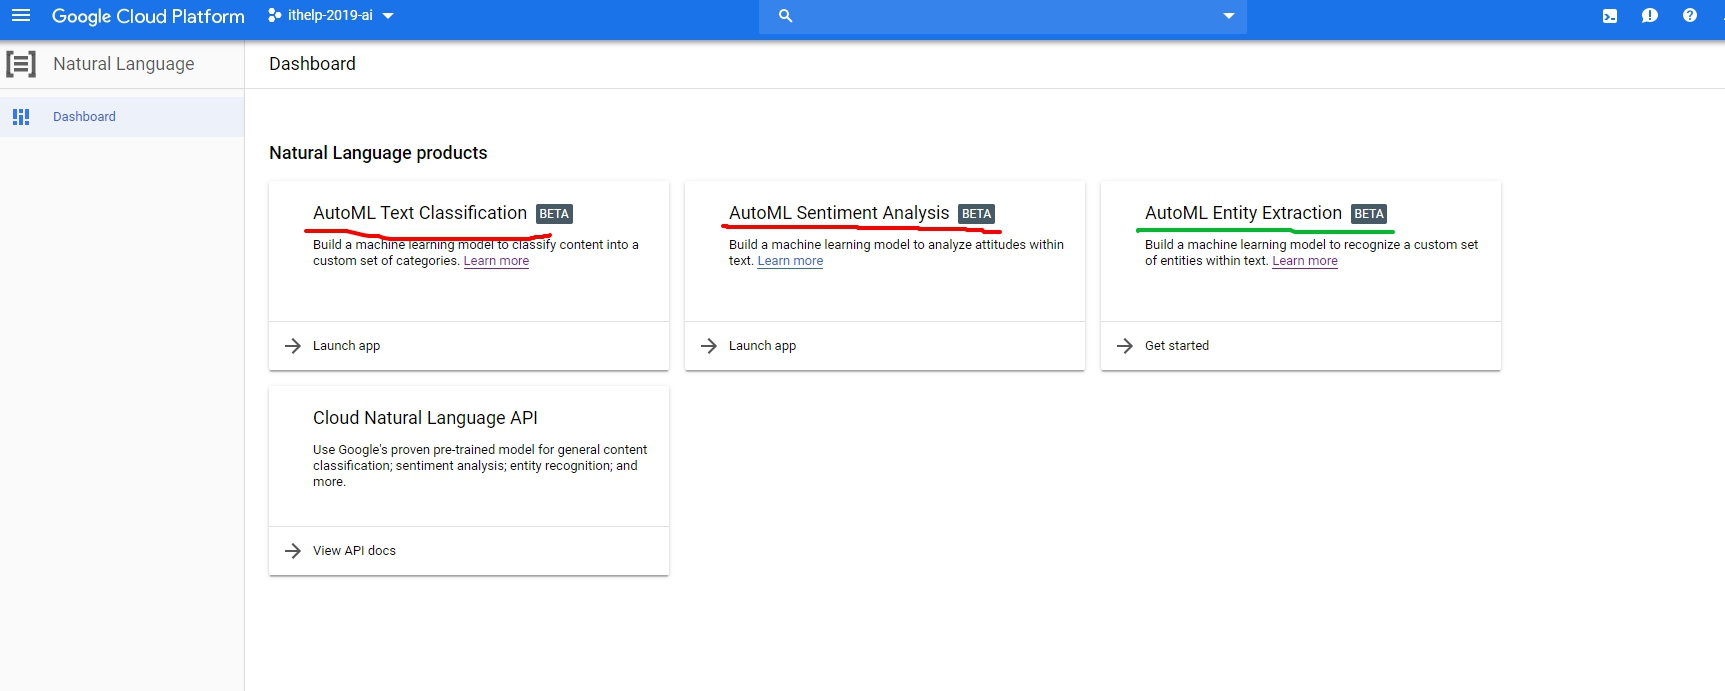 Google Cloud Platform
ithelp-2019-ai
Natural Language
Dashboard
Dashboard
Natural Language products
AutoML Text Classification BETA
Build a machine learning model to classify content into a
custom set of categories. Learn more
Launch app
AutoML Sentiment Analysis BETA
Build a machine learning model to analyze attitudes within
text. Learn more
Launch app
AutoML Entity Extraction BETA
Build a machine learning model to recognize a custom set
of entities within text. Learn more
Get started
Cloud Natural Language API
Use Google's proven pre-trained model for general content
classification; sentiment analysis; entity recognition; and
more.
View API docs